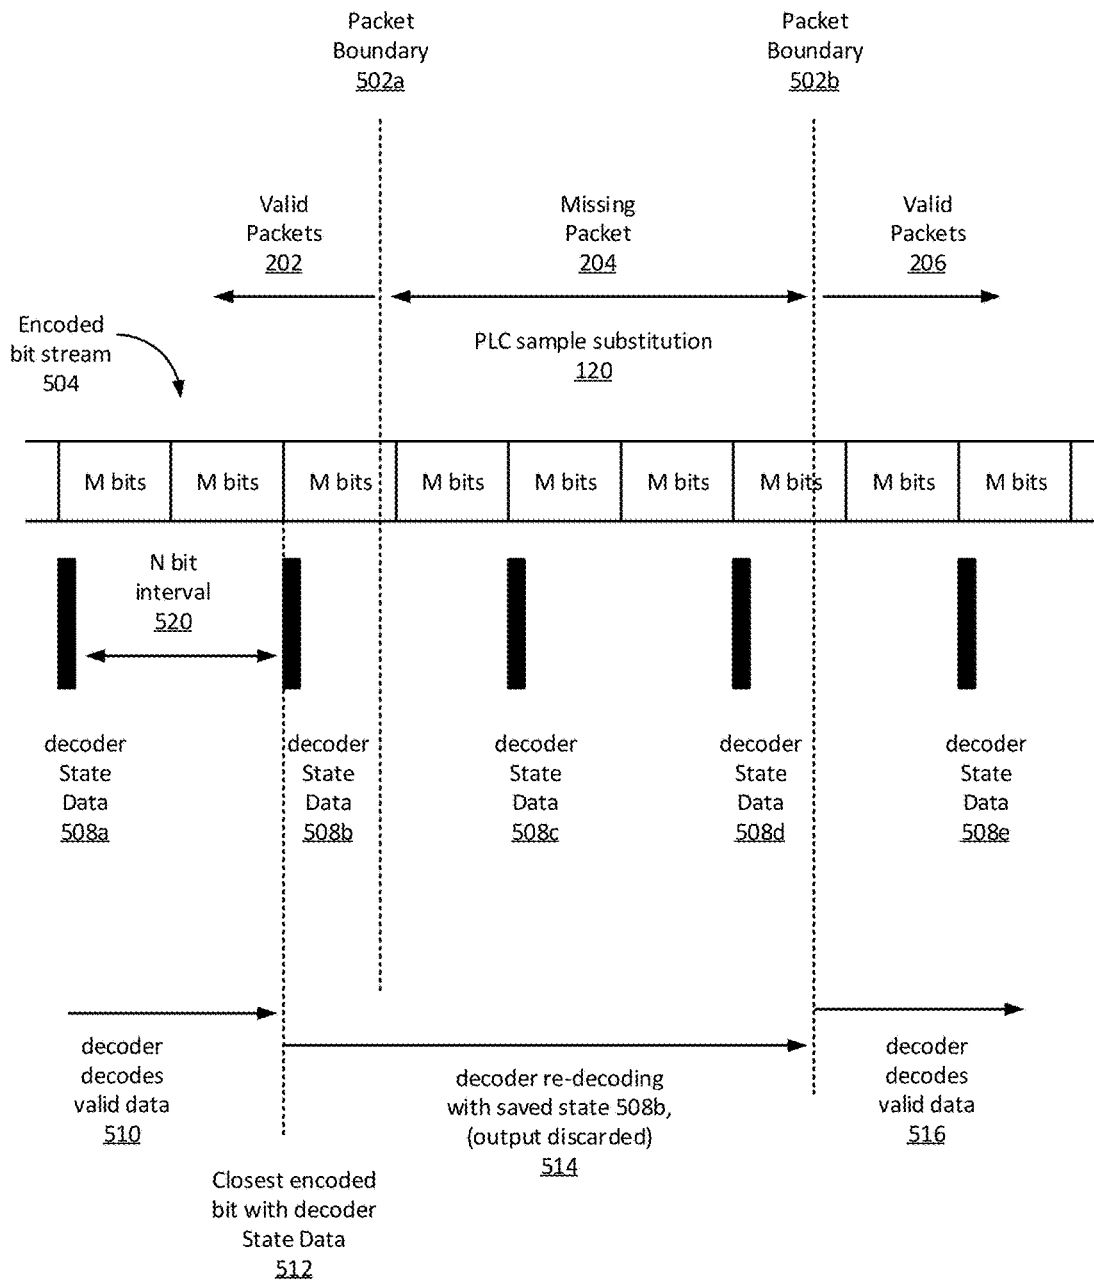 Packet
Boundary
502a
Packet
Boundary
502b
Valid
Packets
202
Missing
Packet
204
Valid
Packets
206
Encoded
bit stream
504
PLC sample substitution
120
M bits
M bits
M bits
M bits
M bits
M bits
M bits
M bits
M bits
N bit
interval
520
decoder
State
Data
508a
decoder
State
Data
508b
decoder
State
Data
508c
decoder
State
Data
508d
decoder
State
Data
508e
decoder
decodes
valid data
510
decoder re-decoding
with saved state 508b,
(output discarded)
514
decoder
decodes
valid data
516
Closest encoded
bit with decoder
State Data
512